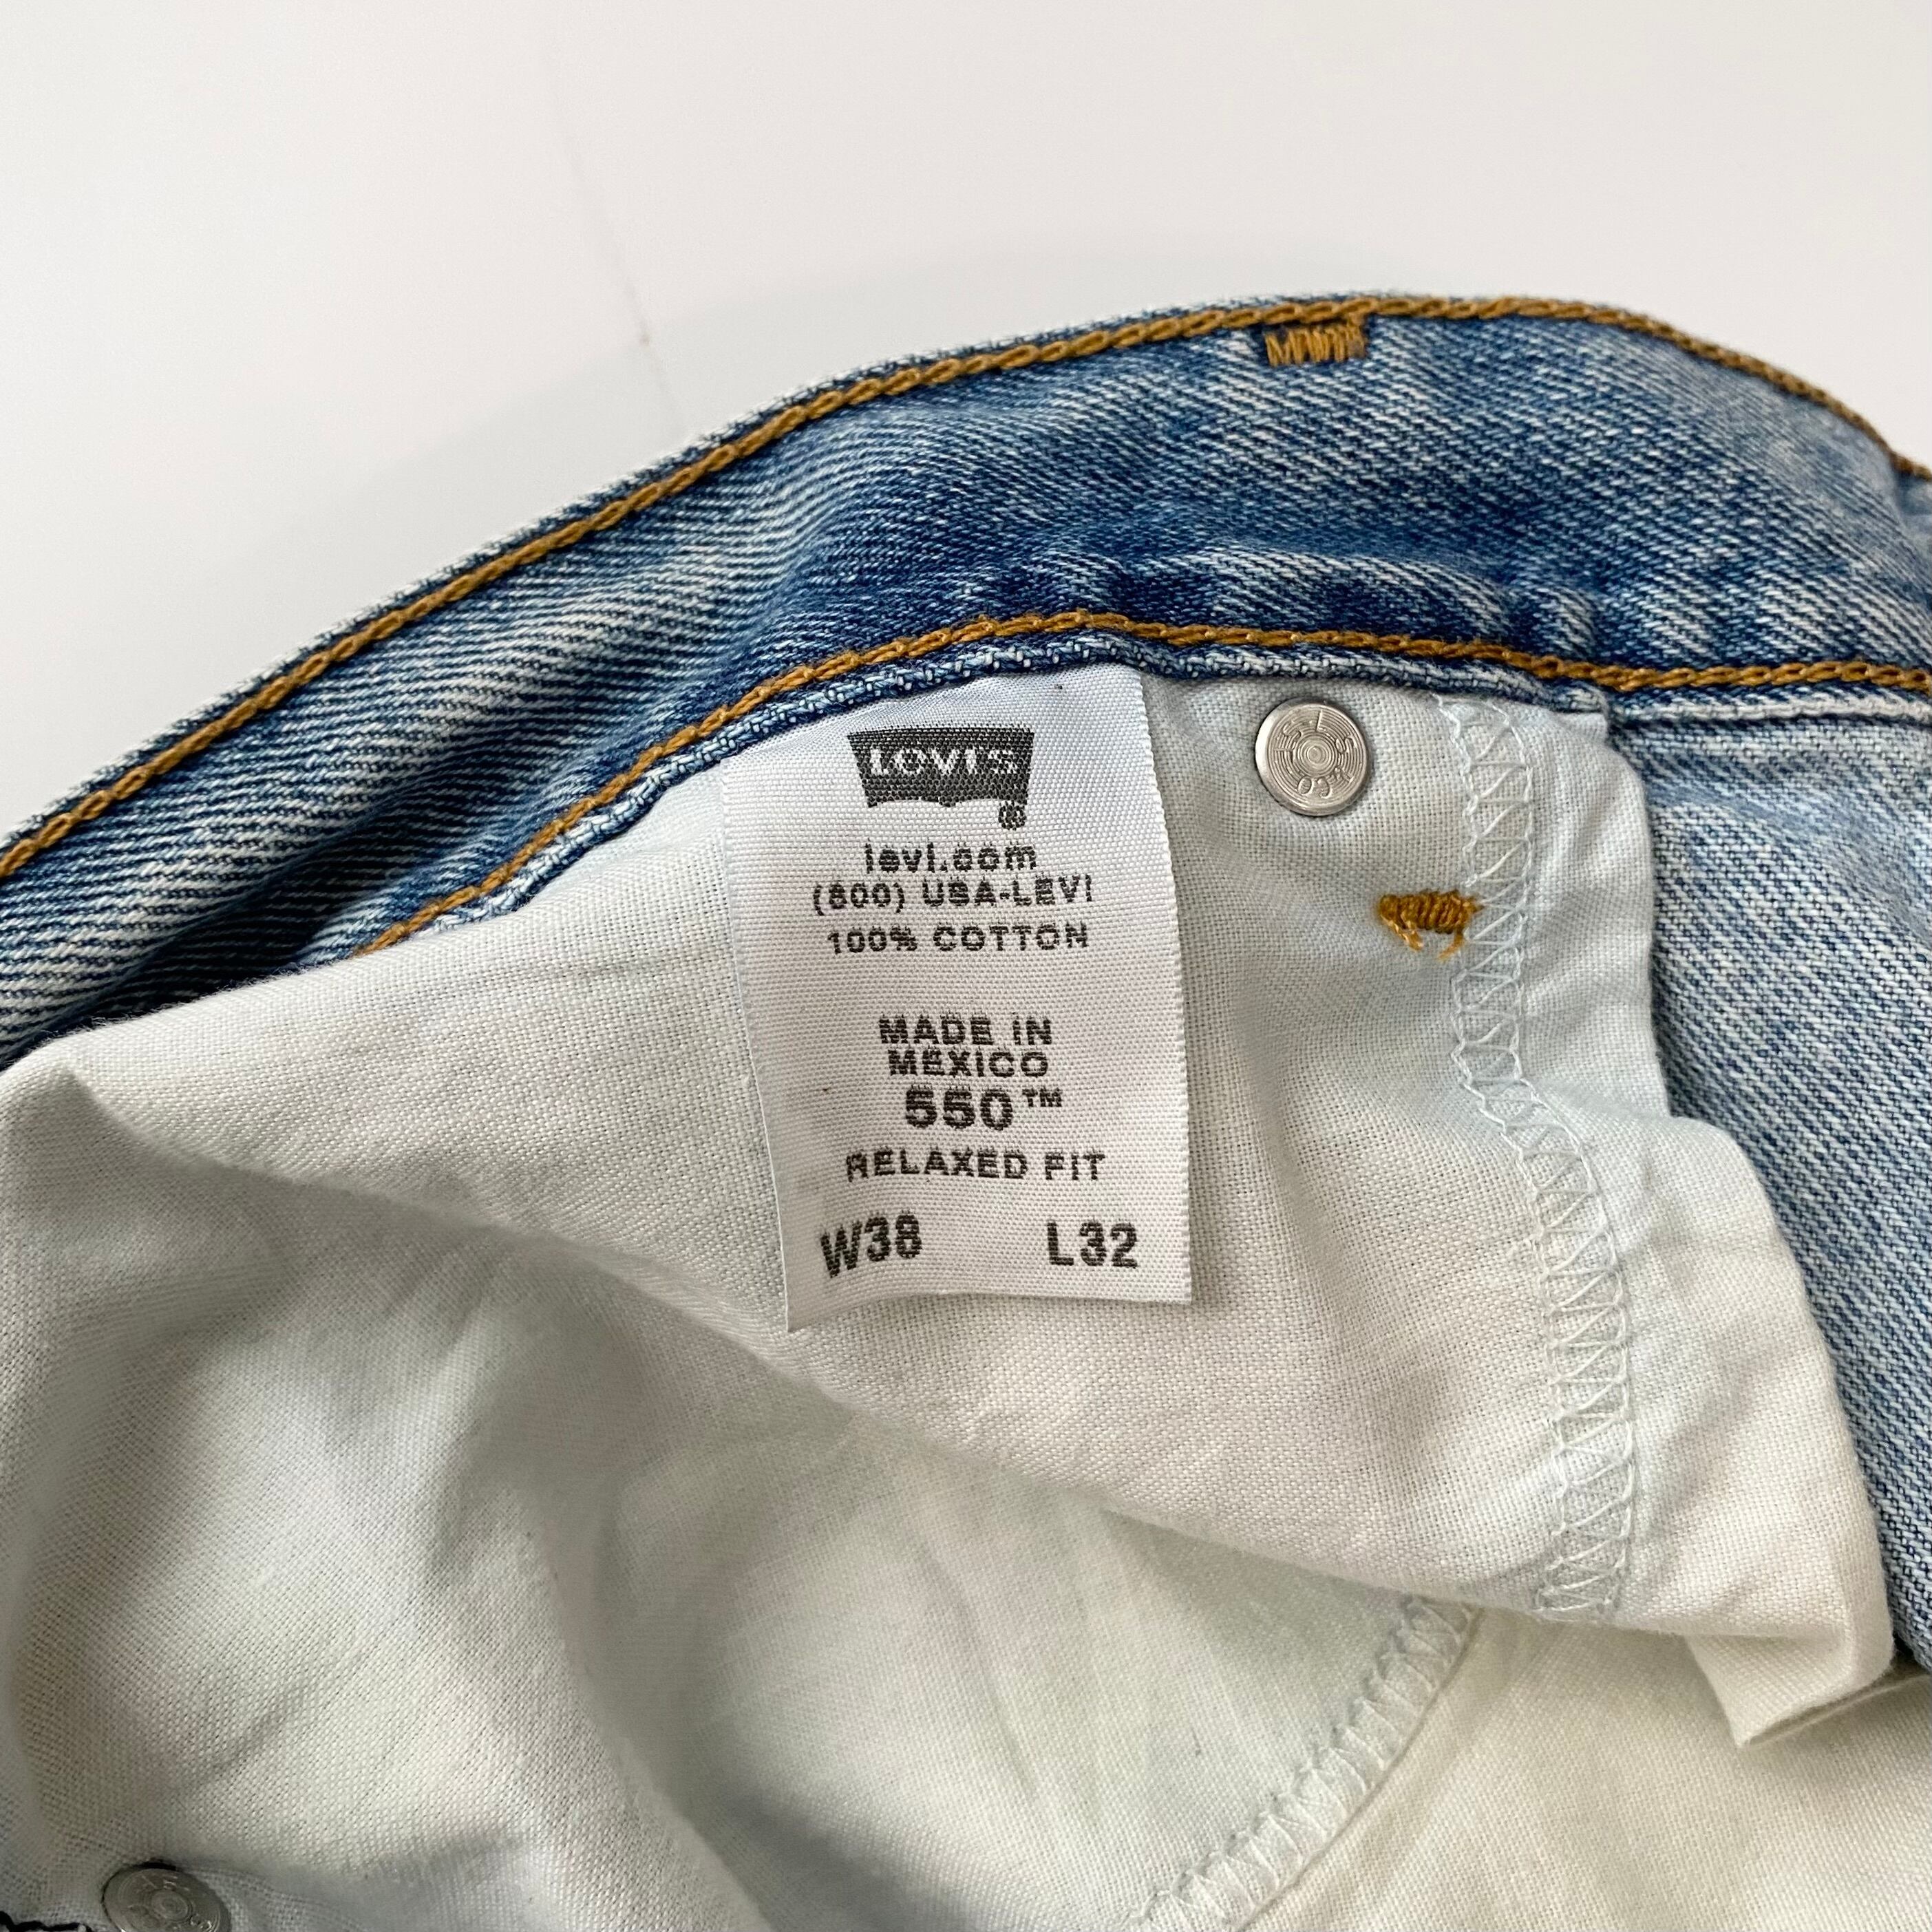 LEVI'S
®
levi.com
(800) USA-LEVI
100% COTTON
MADE IN
MEXICO
550™
RELAXED FIT
W38 L32